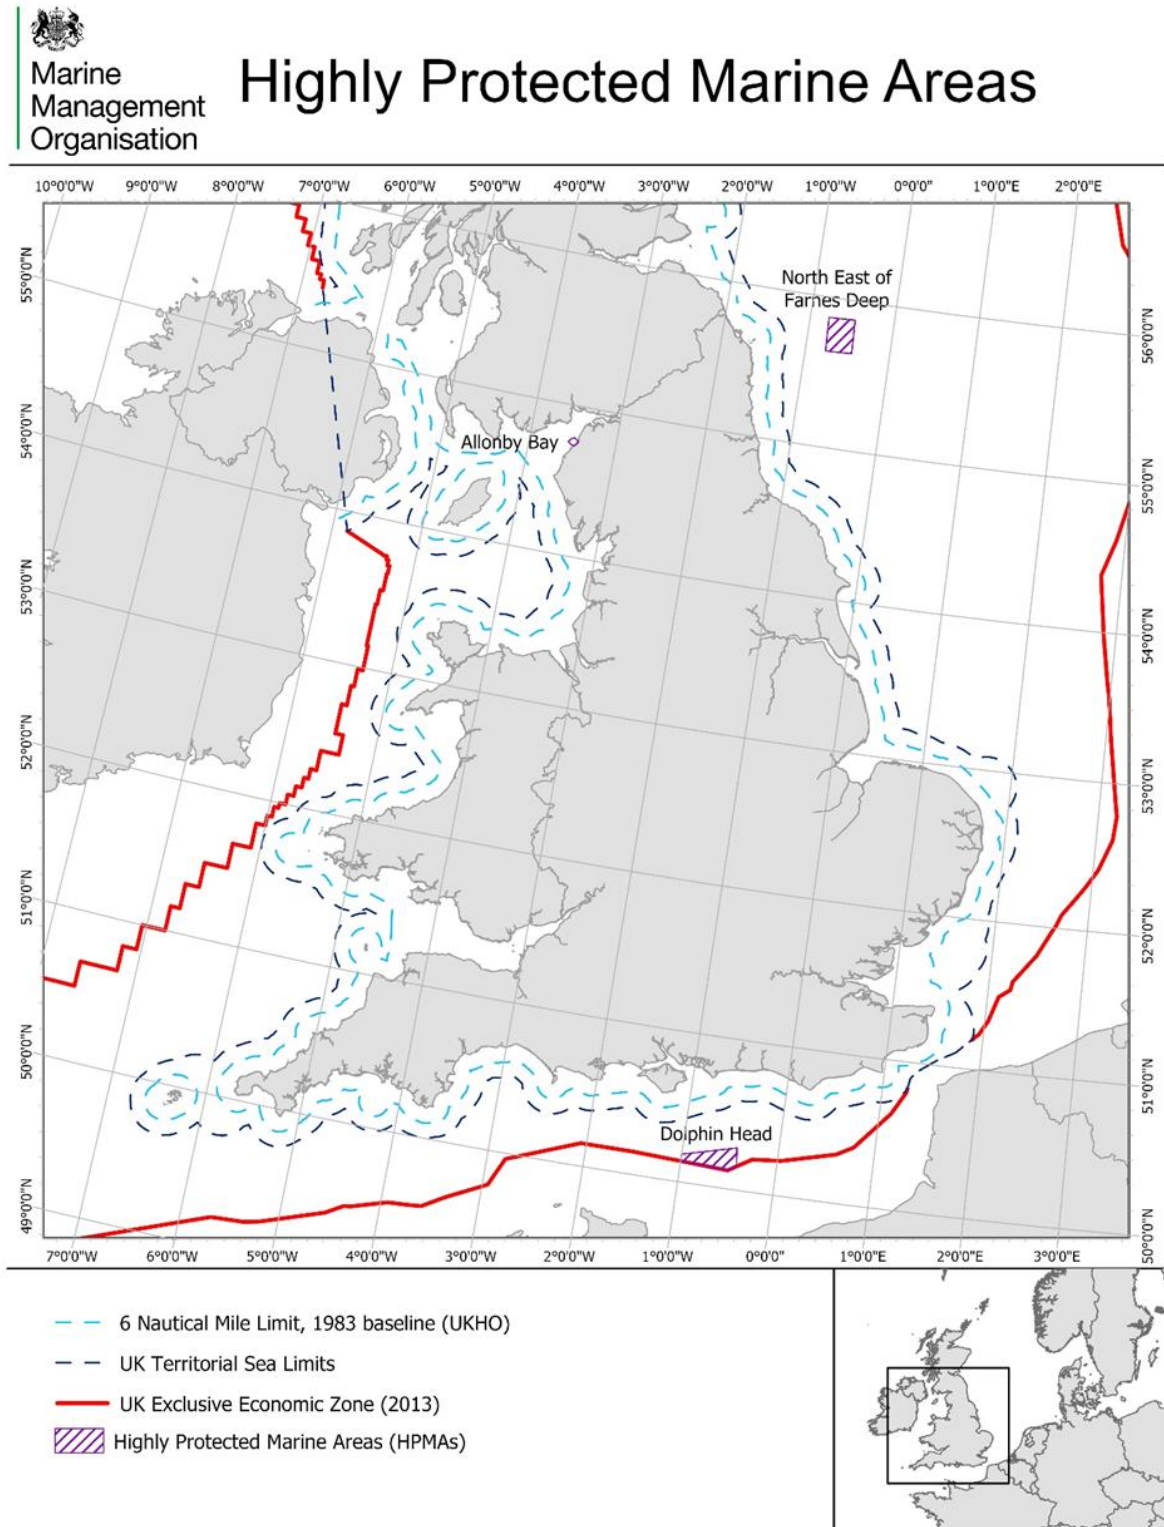 Marine
Management
Organisation
Highly Protected Marine Areas
10°0'0"W 9°0'0"W 8°0'0"W 7°0'0"W 6°0'0"W 5°0'0"W 4°0'0"W 3°0'0"W 2°0'0"W 1°0'0"W 0°0'0" 1°0'0"E 2°0'0"E
55°0'0"N
54°0'0"N
53°0'0"N
52°0'0"N
51°0'0"N
50°0'0"N
49°0'0"N
North East of
Farnes Deep
Allonby Bay
Dolphin Head
56°0'0"N
55°0'0"N
54°0'0"N
53°0'0"N
52°0'0"N
51°0'0"N
50°0'0"N
7°0'0"W 6°0'0"W 5°0'0"W 4°0'0"W 3°0'0"W 2°0'0"W 1°0'0"W 0°0'0" 1°0'0"E 2°0'0"E 3°0'0"E
6 Nautical Mile Limit, 1983 baseline (UKHO)
UK Territorial Sea Limits
UK Exclusive Economic Zone (2013)
Highly Protected Marine Areas (HPMAs)